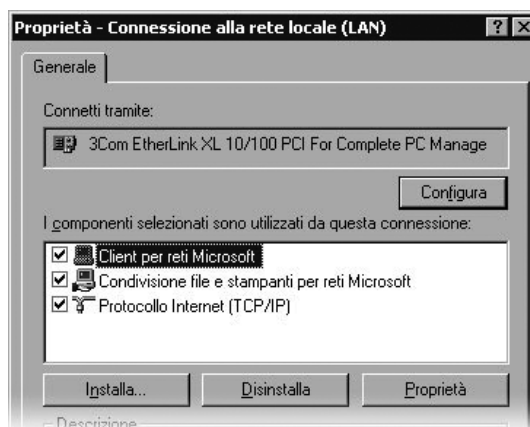 Proprietà - Connessione alla rete locale (LAN)
Generale
Connetti tramite:
3Com EtherLink XL 10/100 PCI For Complete PC Manage
Configura
I componenti selezionati sono utilizzati da questa connessione:
Client per reti Microsoft
Condivisione file e stampanti per reti Microsoft
Protocollo Internet (TCP/IP)
Installa... Disinstalla Proprietà
Descrizione